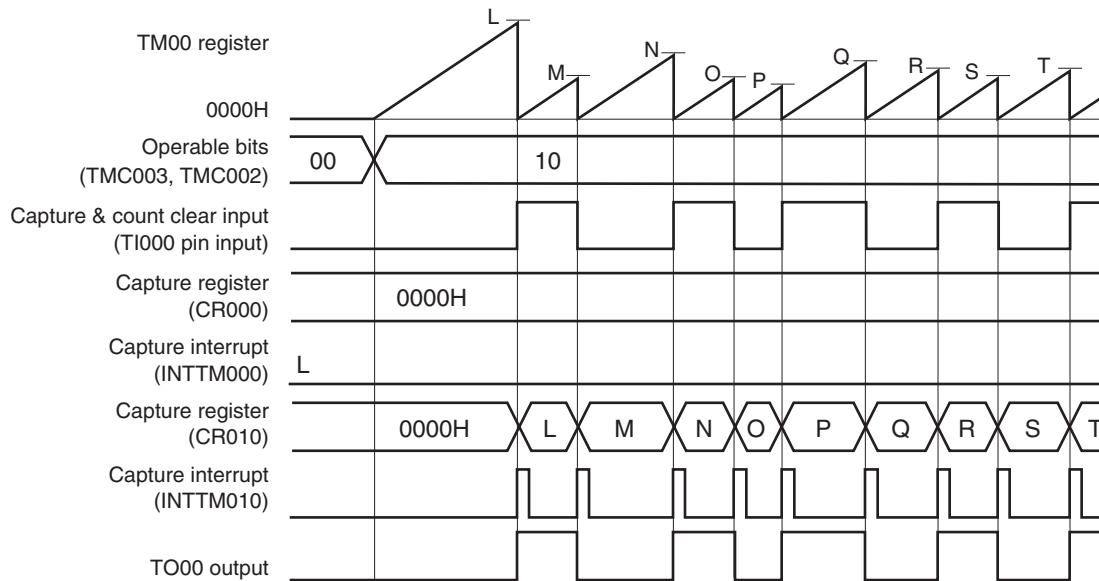 L
TM00 register
N
Q
M
O
P
R
S
T
0000H
Operable bits
(TMC003, TMC002)
00
10
Capture & count clear input
(TI000 pin input)
Capture register
(CR000)
0000H
Capture interrupt
(INTTM000)
L
Capture register
(CR010)
0000H
L
M
N
O
P
Q
R
S
T
Capture interrupt
(INTTM010)
TO00 output